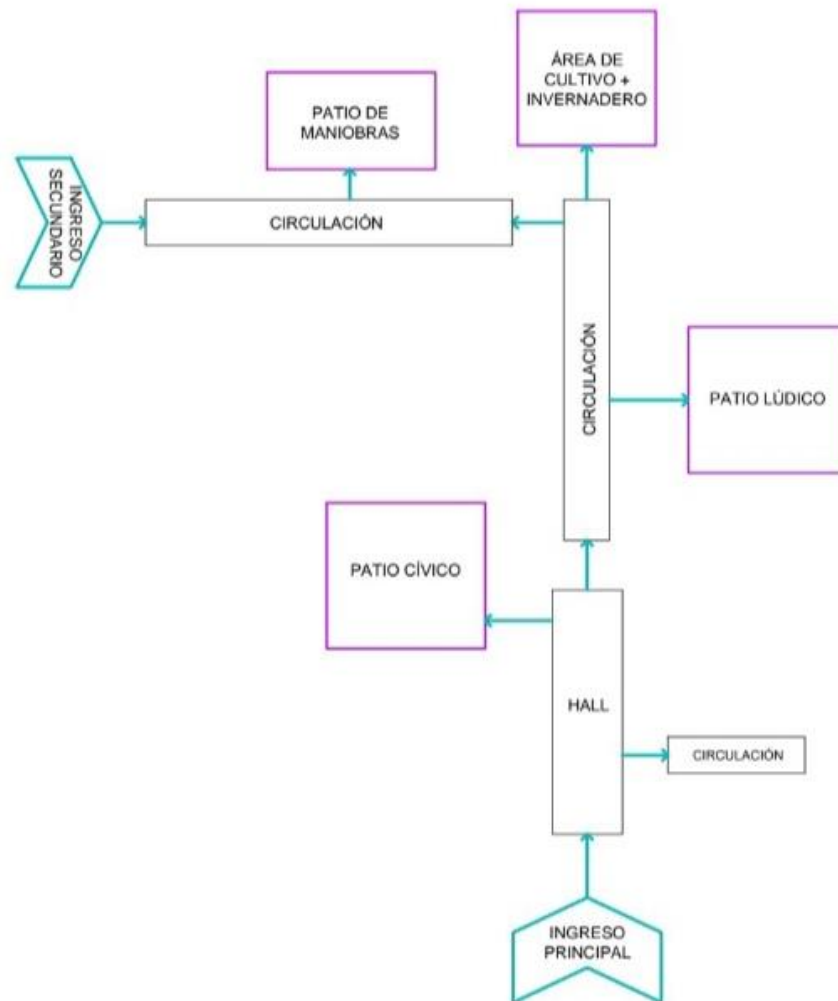 ÁREA DE
CULTIVO +
INVERNADERO
PATIO DE
MANIOBRAS
INGRESO
SECUNDARIO
CIRCULACIÓN
CIRCULACIÓN
PATIO LÚDICO
PATIO CÍVICO
HALL
CIRCULACIÓN
INGRESO
PRINCIPAL